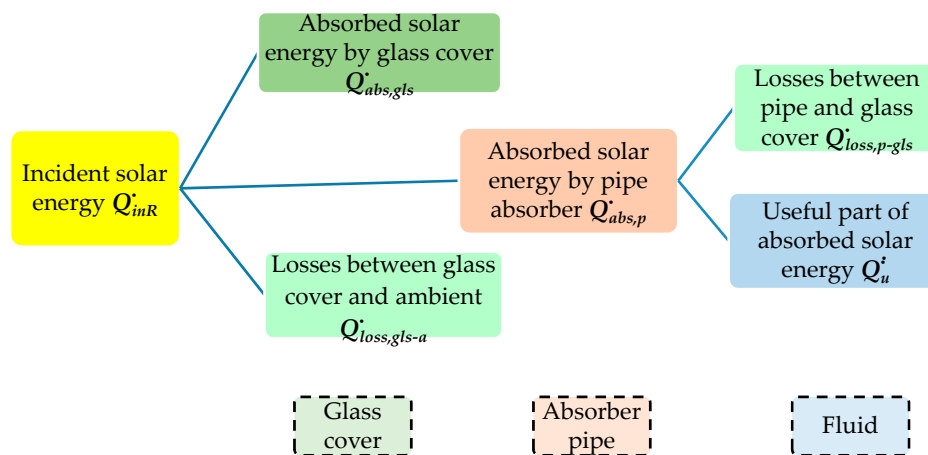 Absorbed solar
energy by glass cover
Q̇abs,gls
Losses between
pipe and glass
cover Q̇loss,p-gls
Incident solar
energy Q̇inR
Absorbed solar
energy by pipe
absorber Q̇abs,p
Useful part of
absorbed solar
energy Q̇u
Losses between glass
cover and ambient
Q̇loss,gls-a
Glass
cover
Absorber
pipe
Fluid